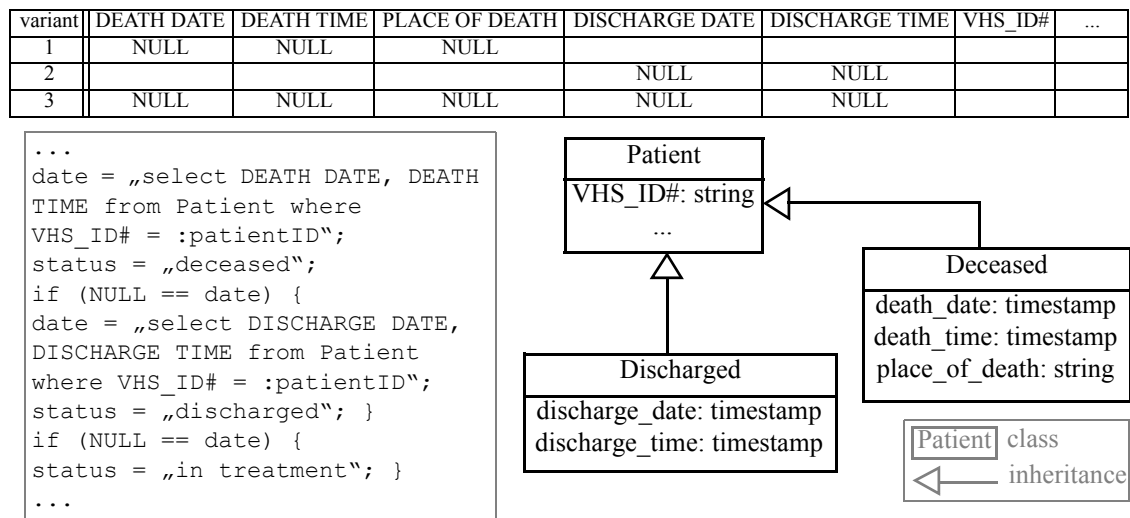 variant DEATH DATE DEATH TIME PLACE OF DEATH DISCHARGE DATE DISCHARGE TIME VHS_ID# ...
1 NULL NULL NULL
2 NULL NULL
3 NULL NULL NULL NULL NULL
...
date = „select DEATH DATE, DEATH
TIME from Patient where
VHS_ID# = :patientID‟;
status = „deceased‟;
if (NULL == date) {
date = „select DISCHARGE DATE,
DISCHARGE TIME from Patient
where VHS_ID# = :patientID‟;
status = „discharged‟; }
if (NULL == date) {
status = „in treatment‟; }
...
Patient
VHS_ID#: string
...
Deceased
death_date: timestamp
death_time: timestamp
place_of_death: string
Discharged
discharge_date: timestamp
discharge_time: timestamp
Patient class
inheritance